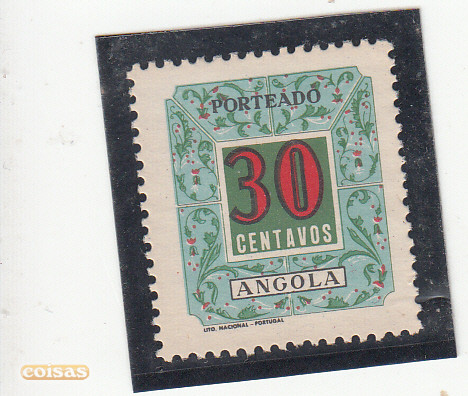 PORTEADO
30
CENTAVOS
ANGOLA
LITO. NACIONAL - PORTUGAL
coisas